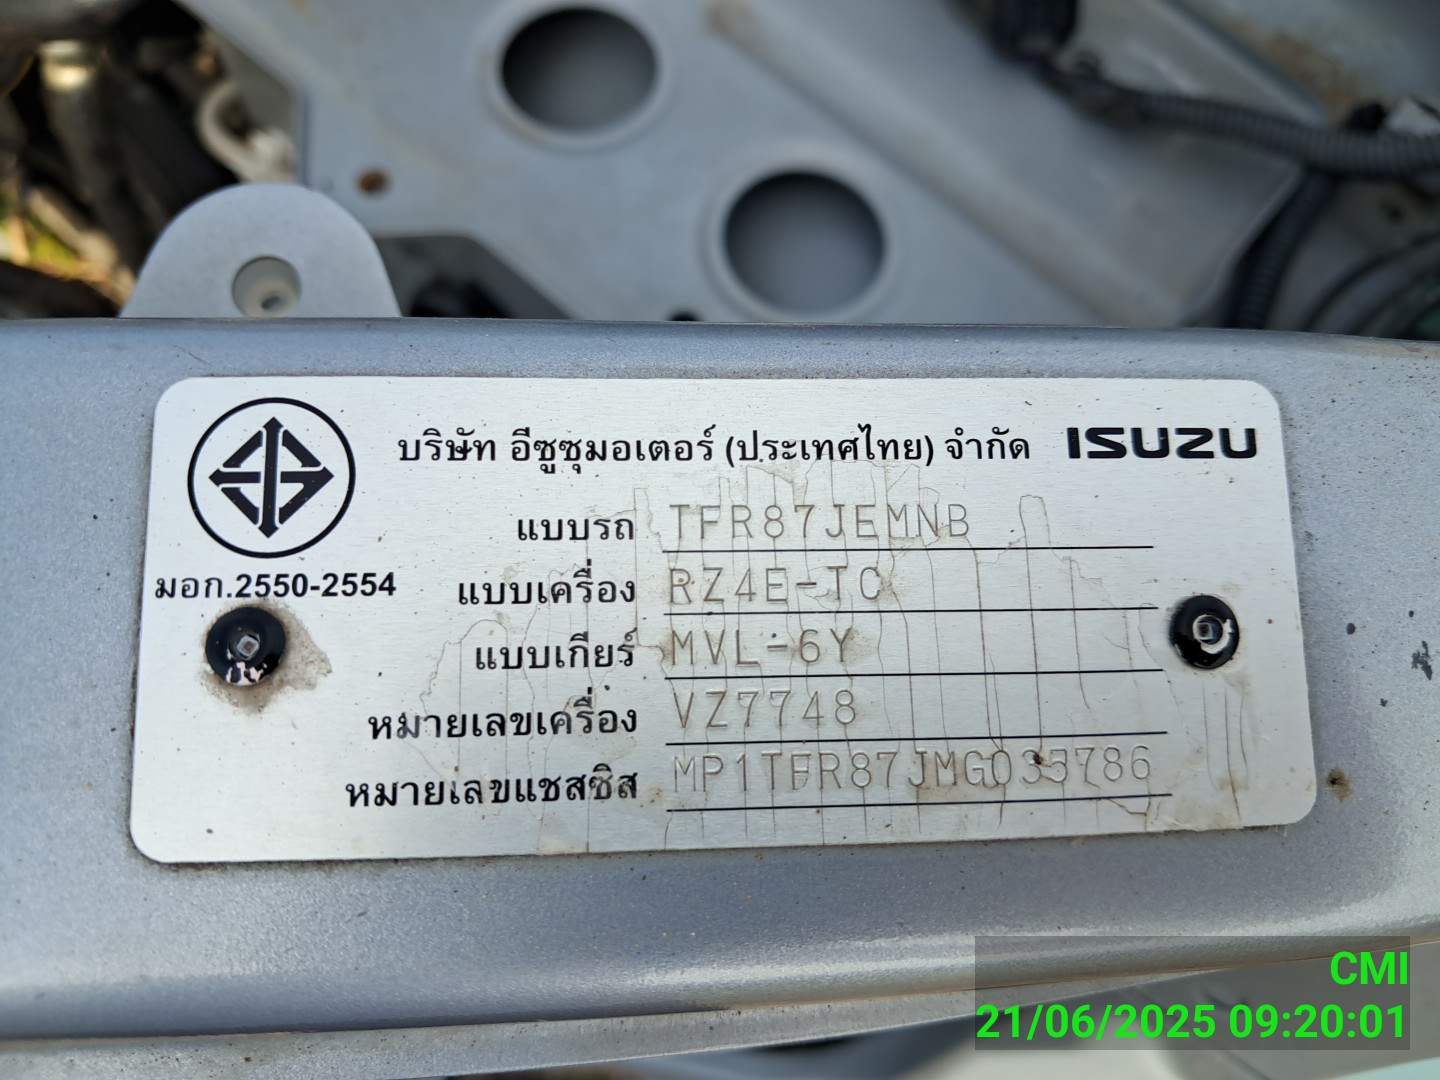 บริษัท อีซูซุมอเตอร์ (ประเทศไทย) จำกัด ISUZU
แบบรถ TFR87JEMNB
มอก.2550-2554
แบบเครื่อง RZ4E-TC
แบบเกียร์ MVL-6Y
หมายเลขเครื่อง VZ7748
หมายเลขแชสซิส MP1TFR87JMG033786
CMI
21/06/2025 09:20:01